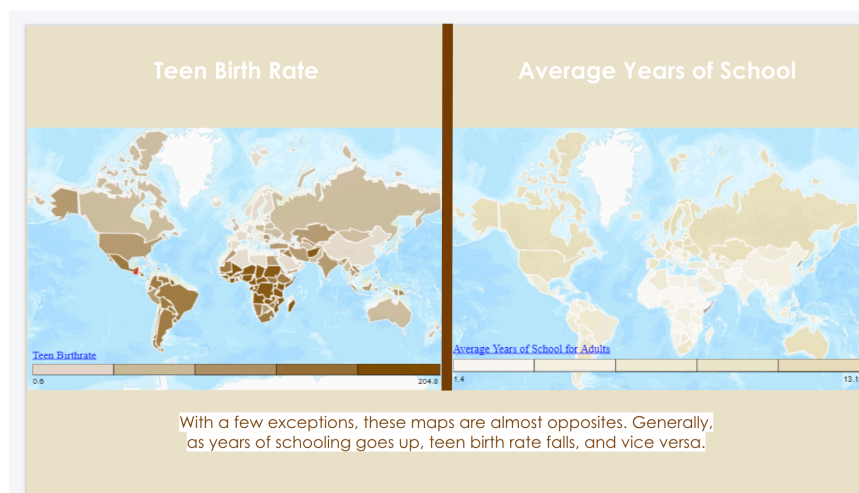 Teen Birth Rate
Average Years of School
Teen Birthrate
0.6
204.8
Average Years of School for Adults
1.4
13.1
With a few exceptions, these maps are almost opposites. Generally,
as years of schooling goes up, teen birth rate falls, and vice versa.